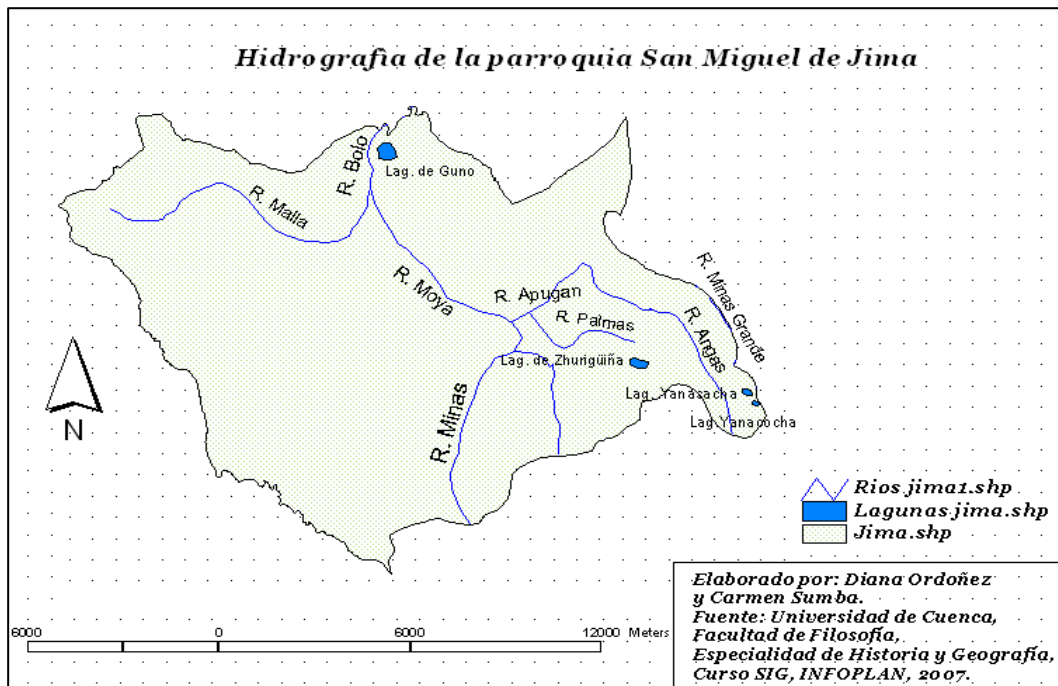 Hidrografia de la parroquia San Miguel de Jima
R. Bolo
Lag. de Guno
R. Malla
R. Moya
R. Apugan
R. Palmas
R. Minas Grande
R. Angas
Lag. de Zhurigüiña
Lag. Yanasacha
Lag. Yanacocha
R. Minas
N
Rios jima1.shp
Lagunas jima.shp
Jima.shp
6000 0 6000 12000 Meters
Elaborado por: Diana Ordoñez
y Carmen Sumba.
Fuente: Universidad de Cuenca,
Facultad de Filosofía,
Especialidad de Historia y Geografía,
Curso SIG, INFOPLAN, 2007.